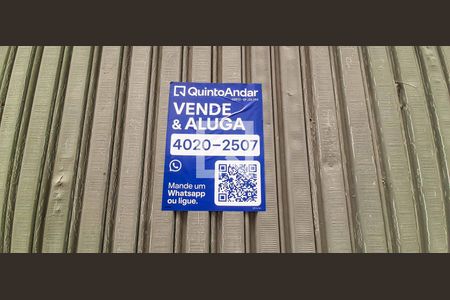 QuintoAndar
VENDE
& ALUGA
4020-2507
Mande um
Whatsapp
ou ligue.